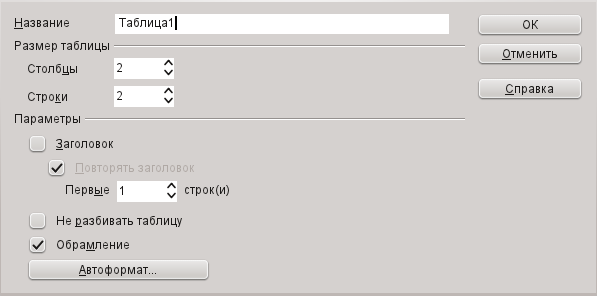 Название Таблица1 OK
Размер таблицы
Отменить
Столбцы 2
Справка
Строки 2
Параметры
Заголовок
Повторять заголовок
Первые 1 строк(и)
Не разбивать таблицу
Обрамление
Автоформат...